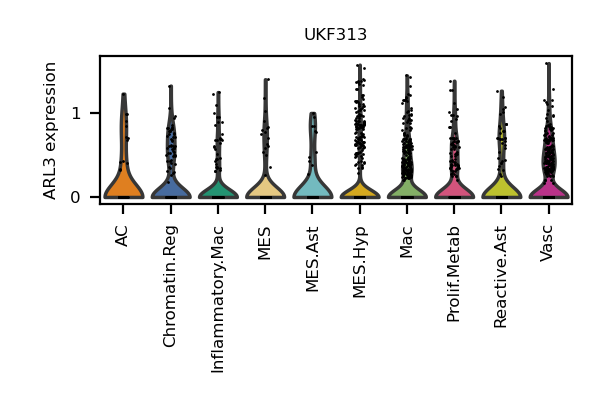 UKF313
ARL3 expression
1
0
AC
Chromatin.Reg
Inflammatory.Mac
MES
MES.Ast
MES.Hyp
Mac
Prolif.Metab
Reactive.Ast
Vasc